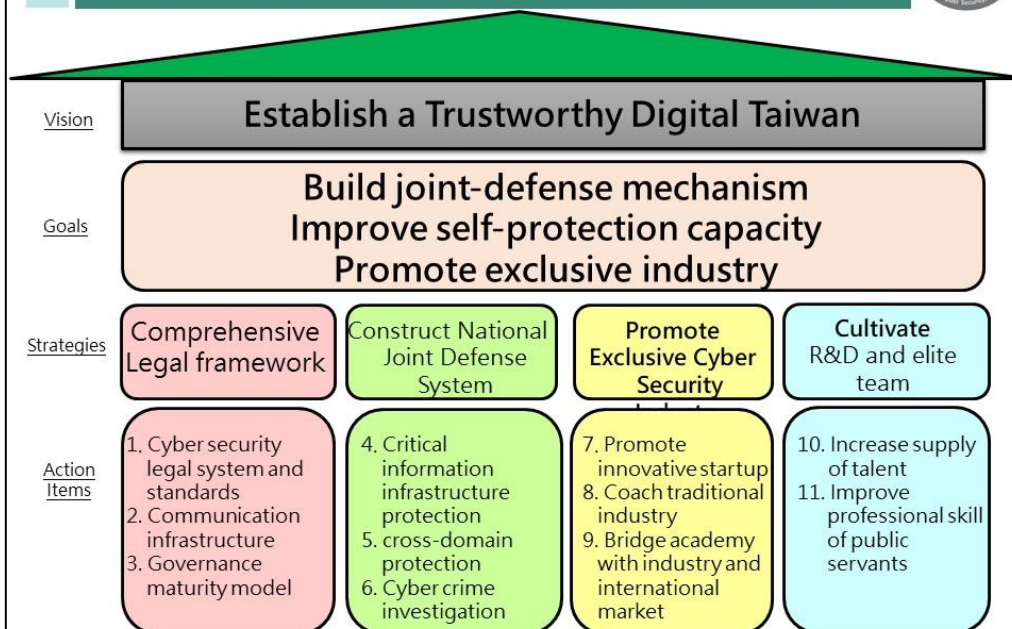 Vision
Establish a Trustworthy Digital Taiwan
Goals
Build joint-defense mechanism
Improve self-protection capacity
Promote exclusive industry
Strategies
Comprehensive
Legal framework
Construct National
Joint Defense
System
Promote
Exclusive Cyber
Security
Cultivate
R&D and elite
team
Action
Items
1. Cyber security
legal system and
standards
2. Communication
infrastructure
3. Governance
maturity model
4. Critical
information
infrastructure
protection
5. cross-domain
protection
6. Cyber crime
investigation
7. Promote
innovative startup
8. Coach traditional
industry
9. Bridge academy
with industry and
international
market
10. Increase supply
of talent
11. Improve
professional skill
of public
servants